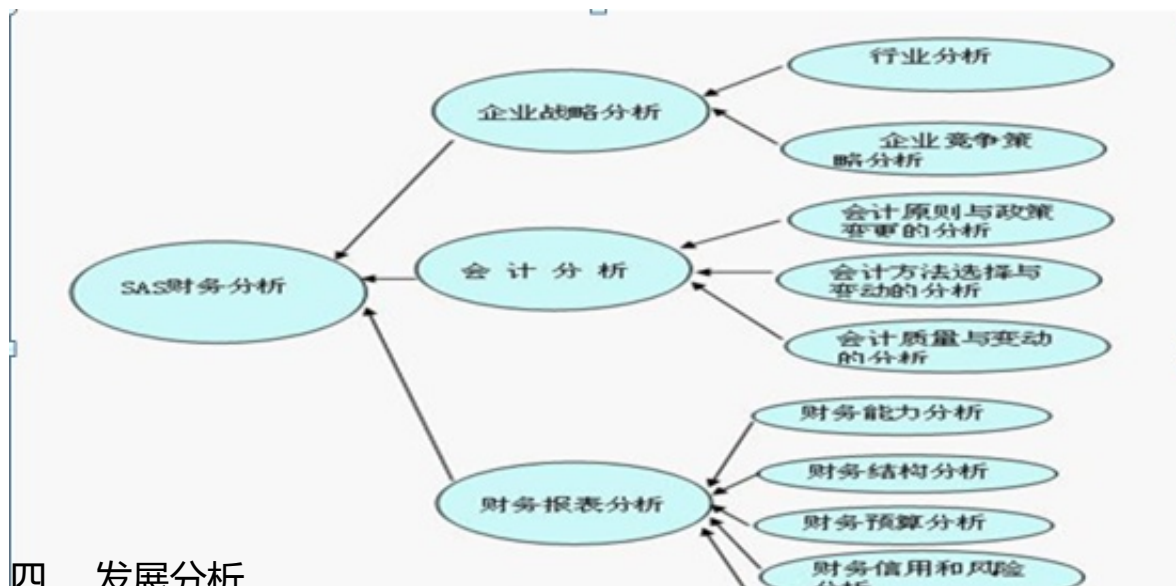 行业分析
企业战略分析
企业竞争策
略分析
会计原则与政策
变更的分析
会计分析
会计方法选择与
变动的分析
SAS财务分析
会计质量与变动
的分析
财务能力分析
财务结构分析
财务报表分析
财务预算分析
财务信用和风险
分析
四 发展分析